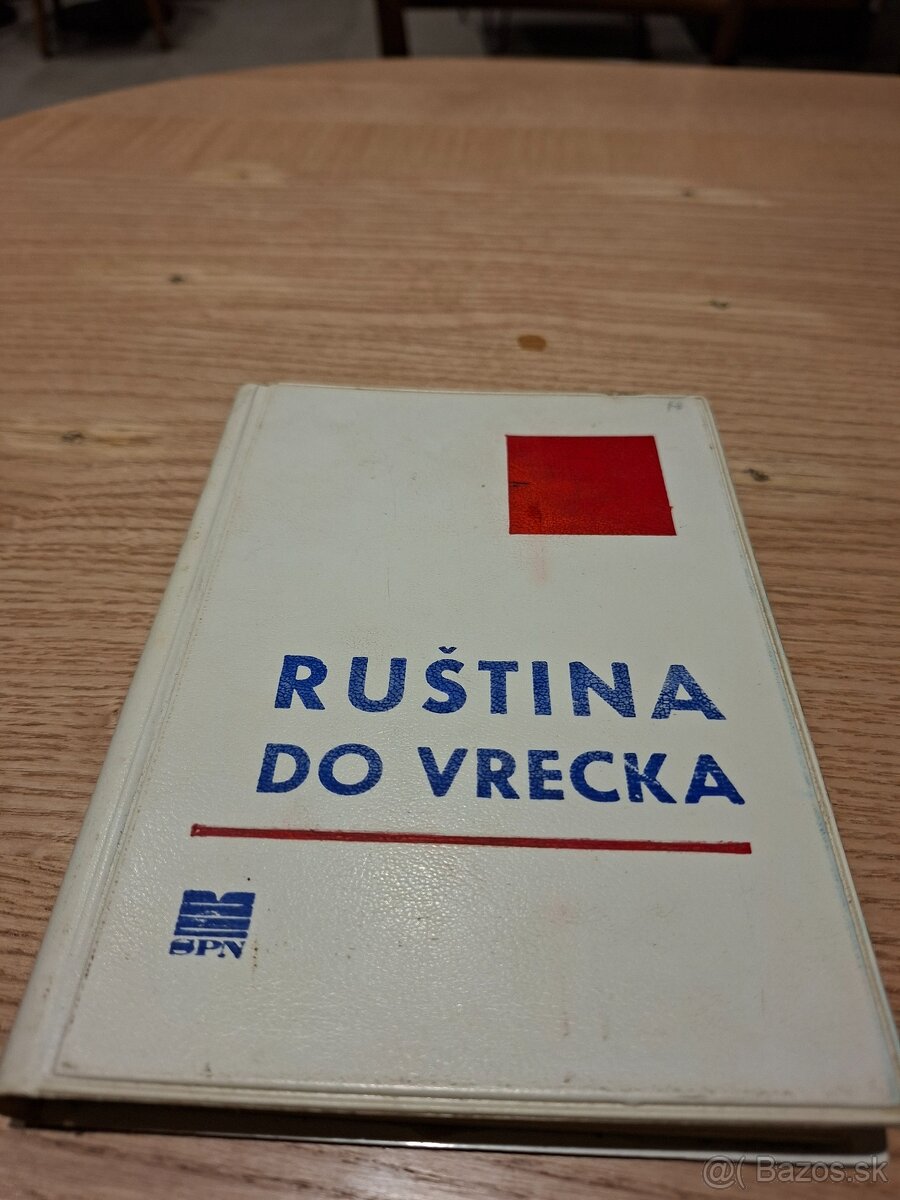 RUŠTINA
DO VRECKA
SPN
@( Bazos.sk